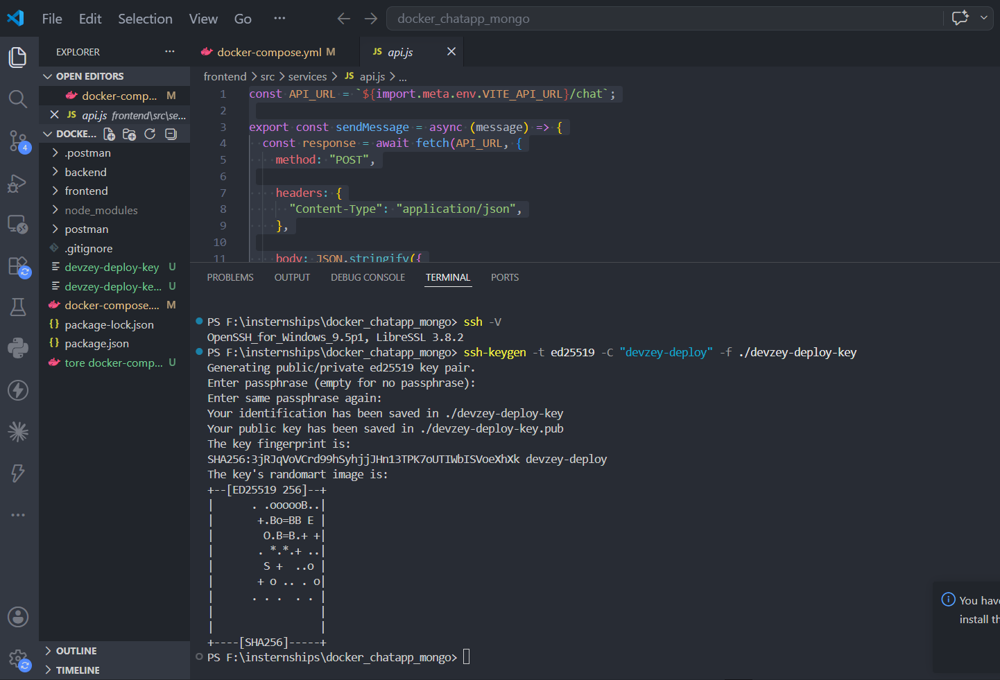 File Edit Selection View Go ···
docker_chatapp_mongo
EXPLORER ···
OPEN EDITORS
docker-comp... M
JS api.js frontend\src\se...
DOCKE...
.postman
backend
frontend
node_modules
postman
.gitignore
devzey-deploy-key U
devzey-deploy-ke... U
docker-compose.... M
{} package-lock.json
{} package.json
tore docker-comp... U
OUTLINE
TIMELINE
4
docker-compose.yml M
JS api.js
frontend > src > services > JS api.js > ...
1 const API_URL = `${import.meta.env.VITE_API_URL}/chat`;
2
3 export const sendMessage = async (message) => {
4 const response = await fetch(API_URL, {
5 method: "POST",
6
7 headers: {
8 "Content-Type": "application/json",
9 },
10
11 body: JSON.stringify({
PROBLEMS OUTPUT DEBUG CONSOLE TERMINAL PORTS
PS F:\insternships\docker_chatapp_mongo> ssh -V
OpenSSH_for_Windows_9.5p1, LibreSSL 3.8.2
PS F:\insternships\docker_chatapp_mongo> ssh-keygen -t ed25519 -C "devzey-deploy" -f ./devzey-deploy-key
Generating public/private ed25519 key pair.
Enter passphrase (empty for no passphrase):
Enter same passphrase again:
Your identification has been saved in ./devzey-deploy-key
Your public key has been saved in ./devzey-deploy-key.pub
The key fingerprint is:
SHA256:3jRJqVoVCrd99hSyhjjJHn13TPK7oUTIWbISVoeXhXk devzey-deploy
The key's randomart image is:
+--[ED25519 256]--+
|      . .oooooB..|
|       +.Bo=BB E |
|        O.B=B.+ +|
|       . *.*.+ ..|
|        S +  ..o |
|       + o .. . o|
|      . . .  . . |
|                 |
|                 |
+----[SHA256]-----+
PS F:\insternships\docker_chatapp_mongo>
You have
install th